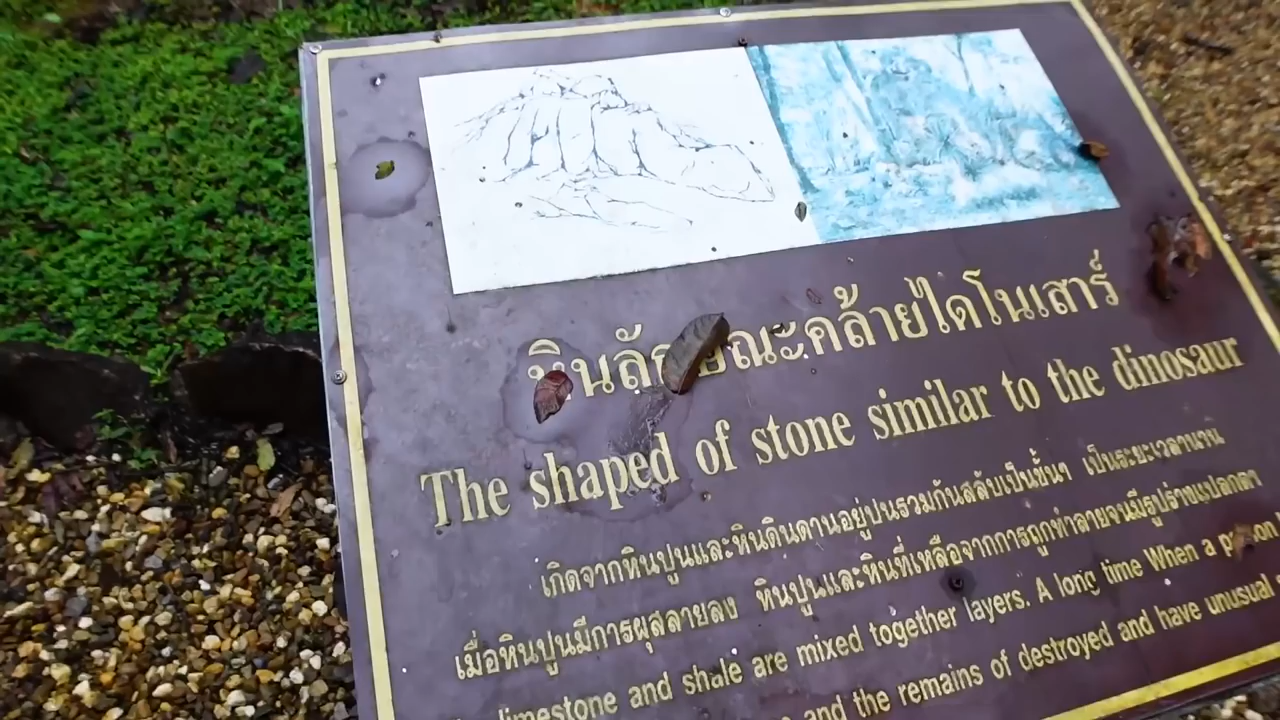 หินลักษณะคล้ายไดโนเสาร์
The shaped of stone similar to the dinosaur
เกิดจากหินปูนและหินดินดานอยู่ปนรวมกันสลับเป็นชั้นๆ เป็นระยะเวลานาน
เมื่อหินปูนมีการผุสลายลง หินปูนและหินที่เหลือจากการถูกทำลายจนมีรูปร่างแปลกตา
limestone and shale are mixed together layers. A long time When a
and the remains of destroyed and have unusual